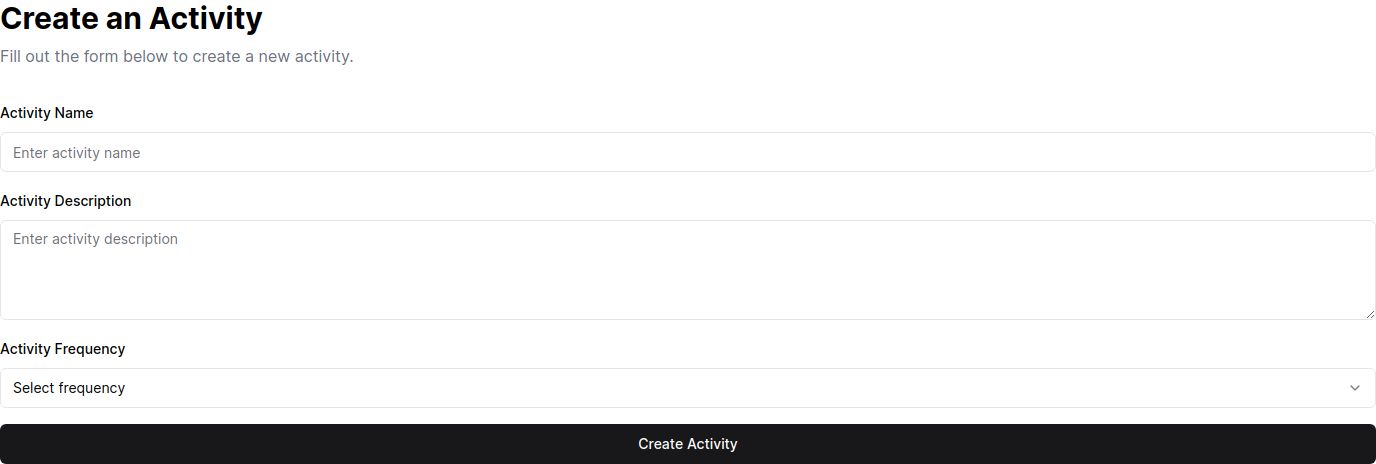 Create an Activity
Fill out the form below to create a new activity.
Activity Name
Enter activity name
Activity Description
Enter activity description
Activity Frequency
Select frequency
Create Activity